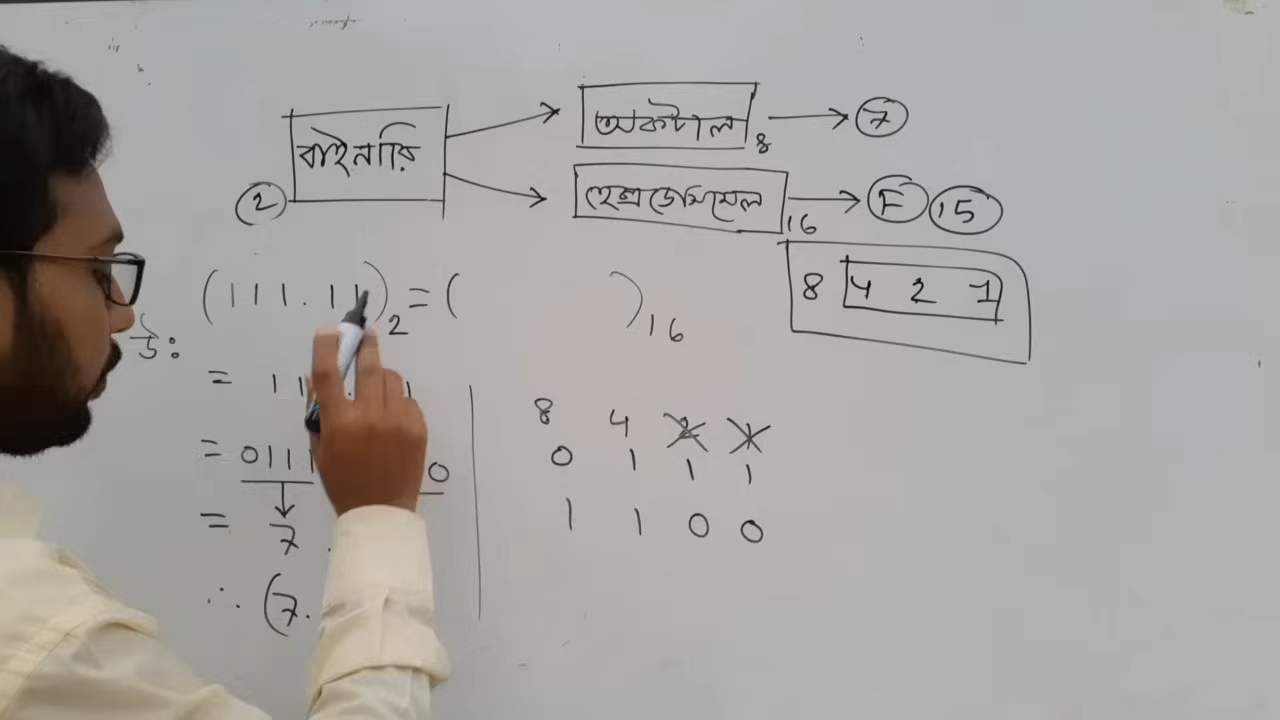 বাইনারি
2
অকটাল 8 → 7
হেক্সাডেসিমেল 16 → F 15
8 4 2 1
(111.11)₂ = ( )₁₆
উ:
= 11
= 0111 0
= 7 .
∴ (7.
8 4 2 1
0 1 1 1
1 1 0 0